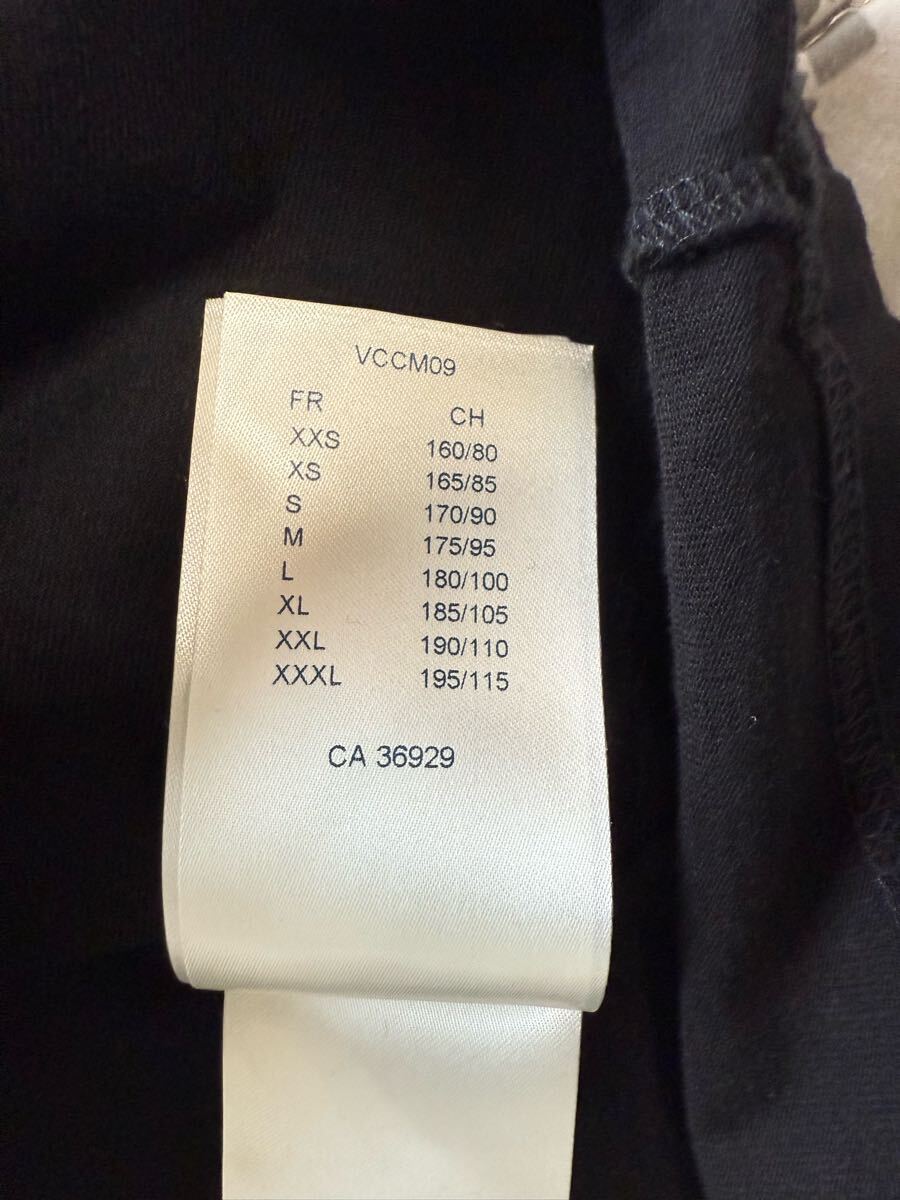 VCCM09
FR CH
XXS 160/80
XS 165/85
S 170/90
M 175/95
L 180/100
XL 185/105
XXL 190/110
XXXL 195/115
CA 36929